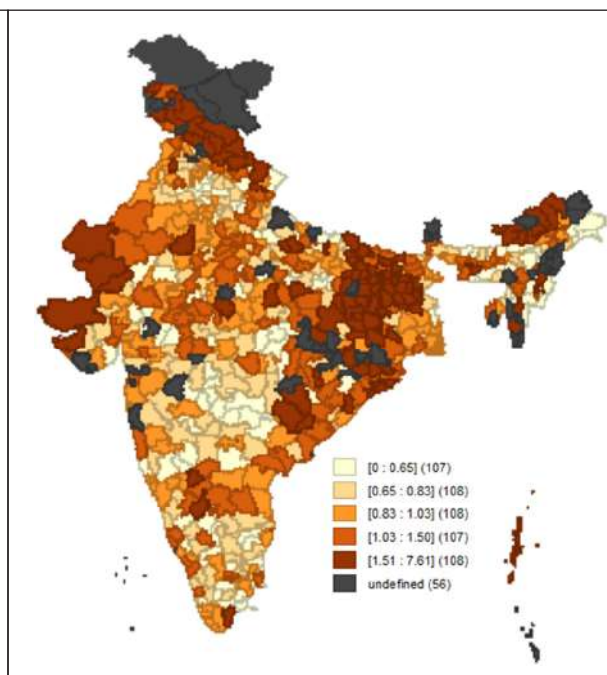 [0 : 0.65] (107)
[0.65 : 0.83] (108)
[0.83 : 1.03] (108)
[1.03 : 1.50] (107)
[1.51 : 7.61] (108)
undefined (56)